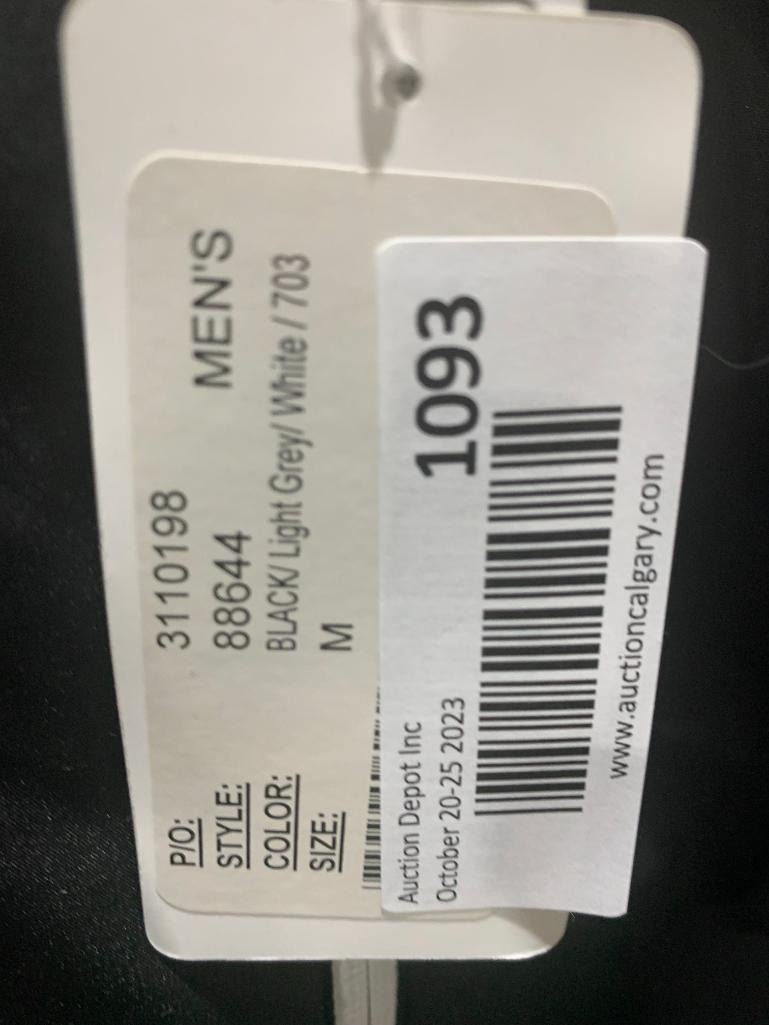 P/O: 3110198
STYLE: 88644 MEN'S
COLOR: BLACK/ Light Grey/ White / 703
SIZE: M
Auction Depot Inc
October 20-25 2023
1093
www.auctioncalgary.com